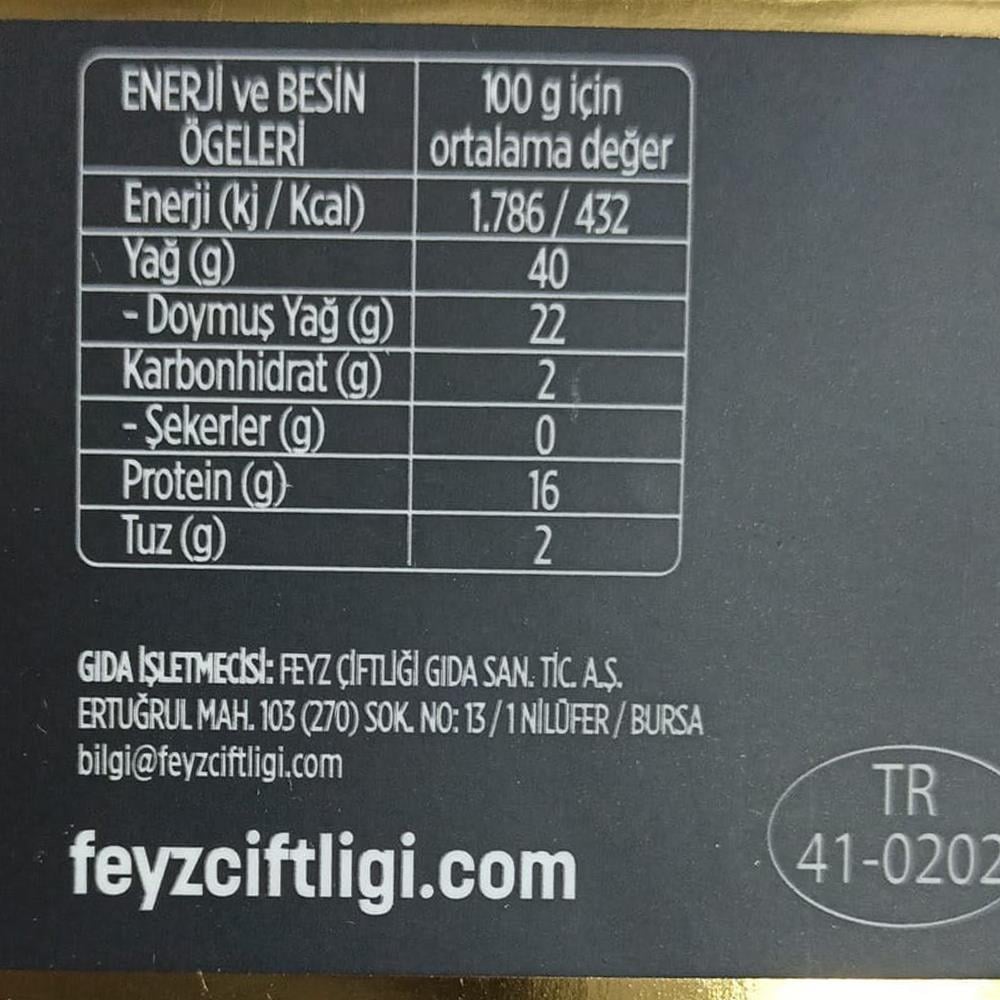 ENERJİ ve BESİN ÖGELERİ 100 g için ortalama değer
Enerji (kj / Kcal) 1.786 / 432
Yağ (g) 40
- Doymuş Yağ (g) 22
Karbonhidrat (g) 2
- Şekerler (g) 0
Protein (g) 16
Tuz (g) 2
GIDA İŞLETMECİSİ: FEYZ ÇİFTLİĞİ GIDA SAN. TİC. A.Ş.
ERTUĞRUL MAH. 103 (270) SOK. NO: 13 / 1 NİLÜFER / BURSA
bilgi@feyzciftligi.com
feyzciftligi.com
TR
41-0202